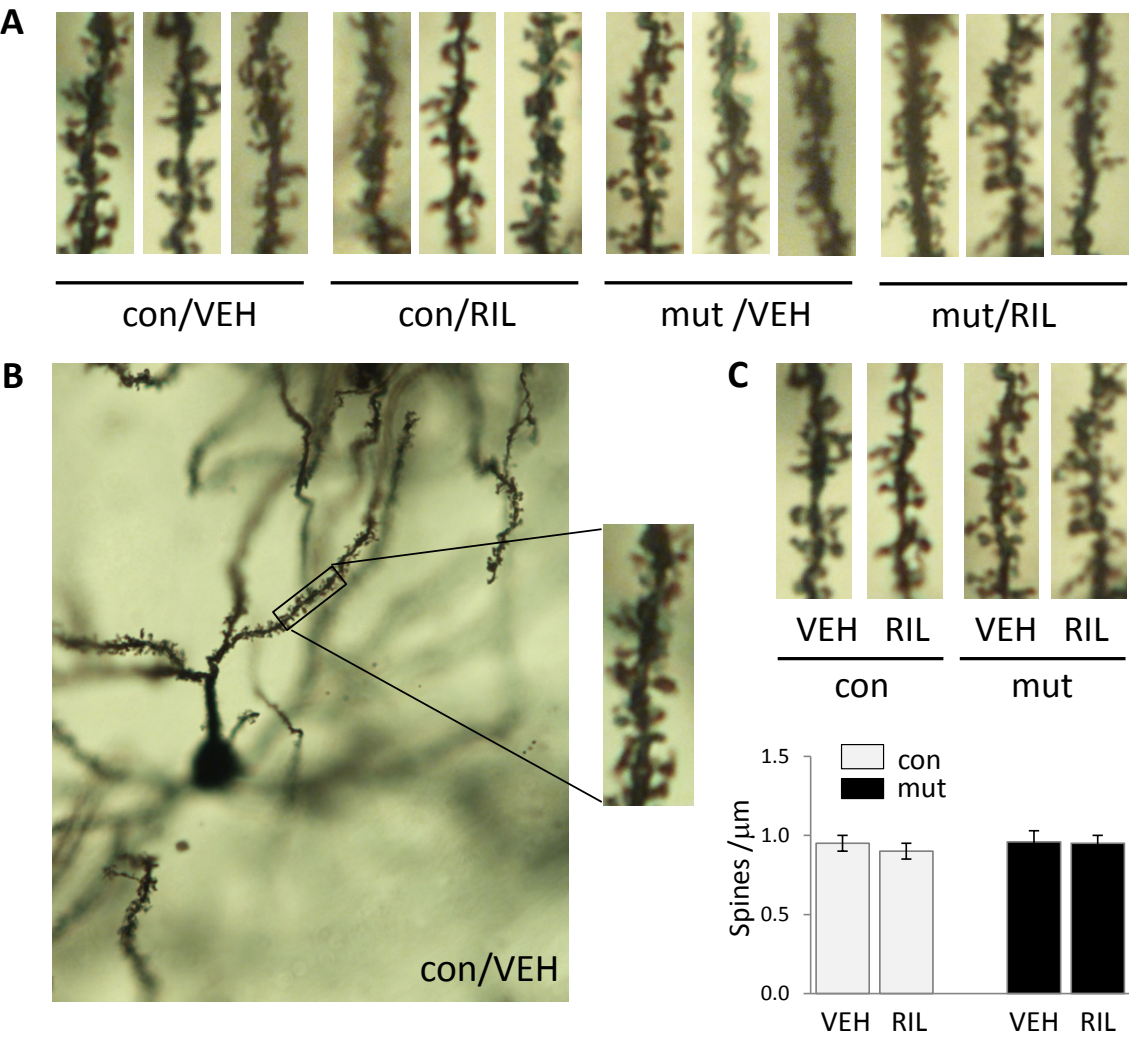 A
con/VEH con/RIL mut /VEH mut/RIL
B
con/VEH
C
VEH RIL VEH RIL
con mut
con
mut
Spines /μm
1.5
1.0
0.5
0.0
VEH RIL VEH RIL